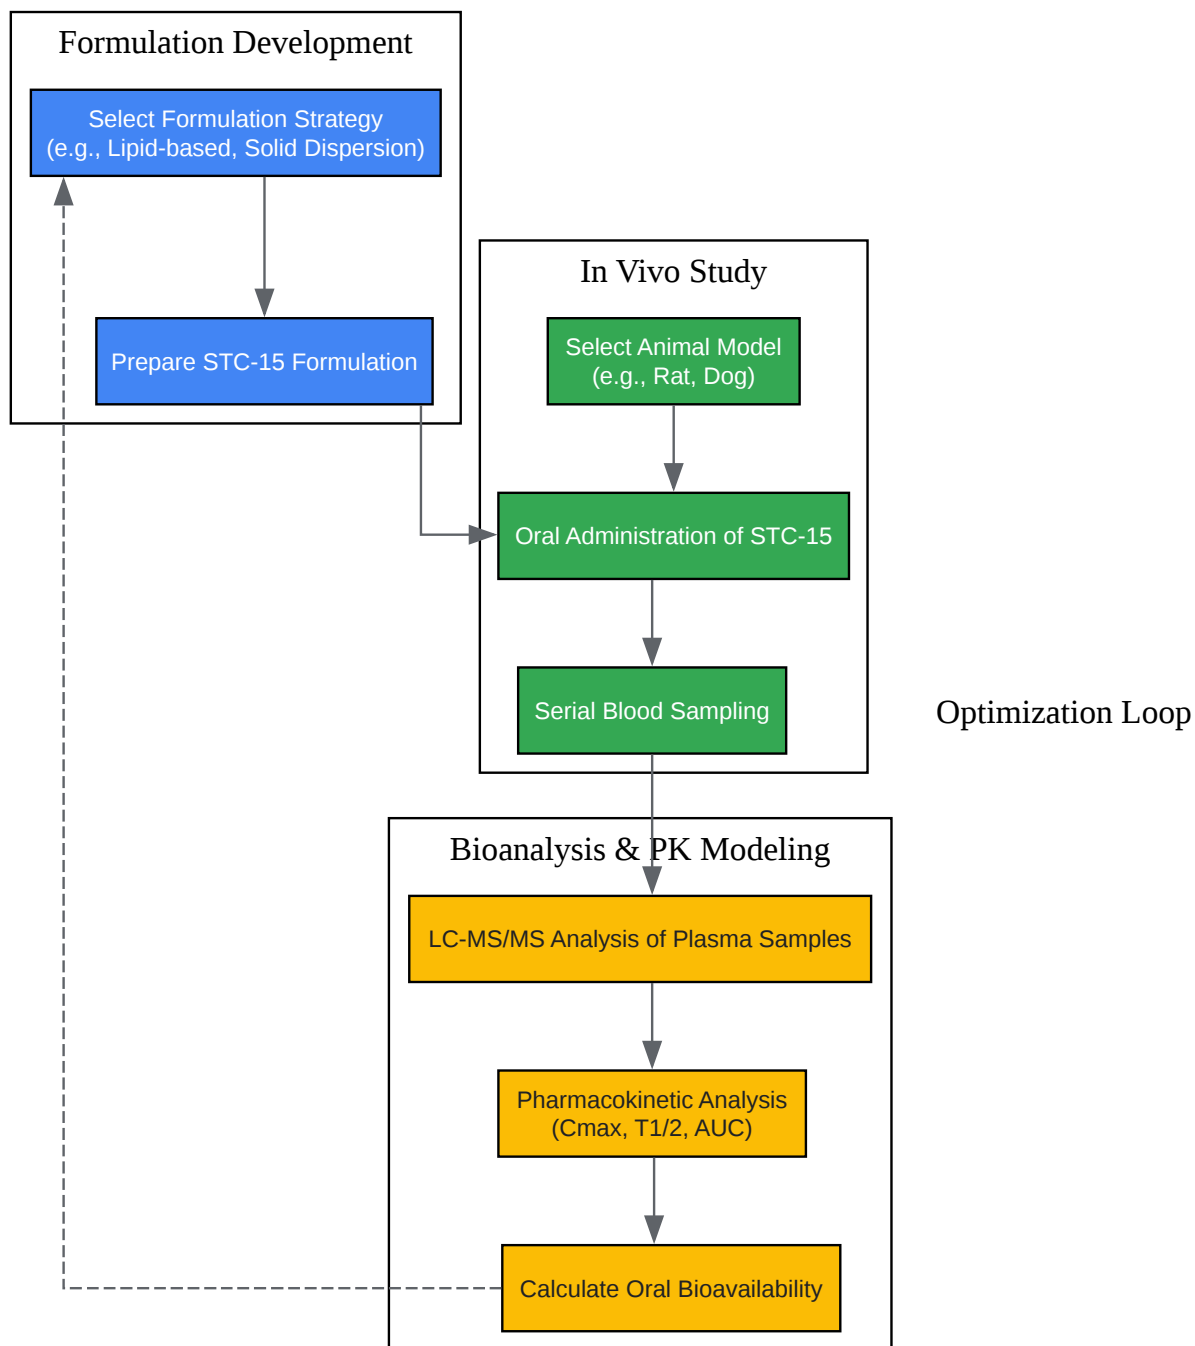 Formulation Development
Select Formulation Strategy
(e.g., Lipid-based, Solid Dispersion)
Prepare STC-15 Formulation
In Vivo Study
Select Animal Model
(e.g., Rat, Dog)
Oral Administration of STC-15
Serial Blood Sampling
Optimization Loop
Bioanalysis & PK Modeling
LC-MS/MS Analysis of Plasma Samples
Pharmacokinetic Analysis
(Cmax, T1/2, AUC)
Calculate Oral Bioavailability